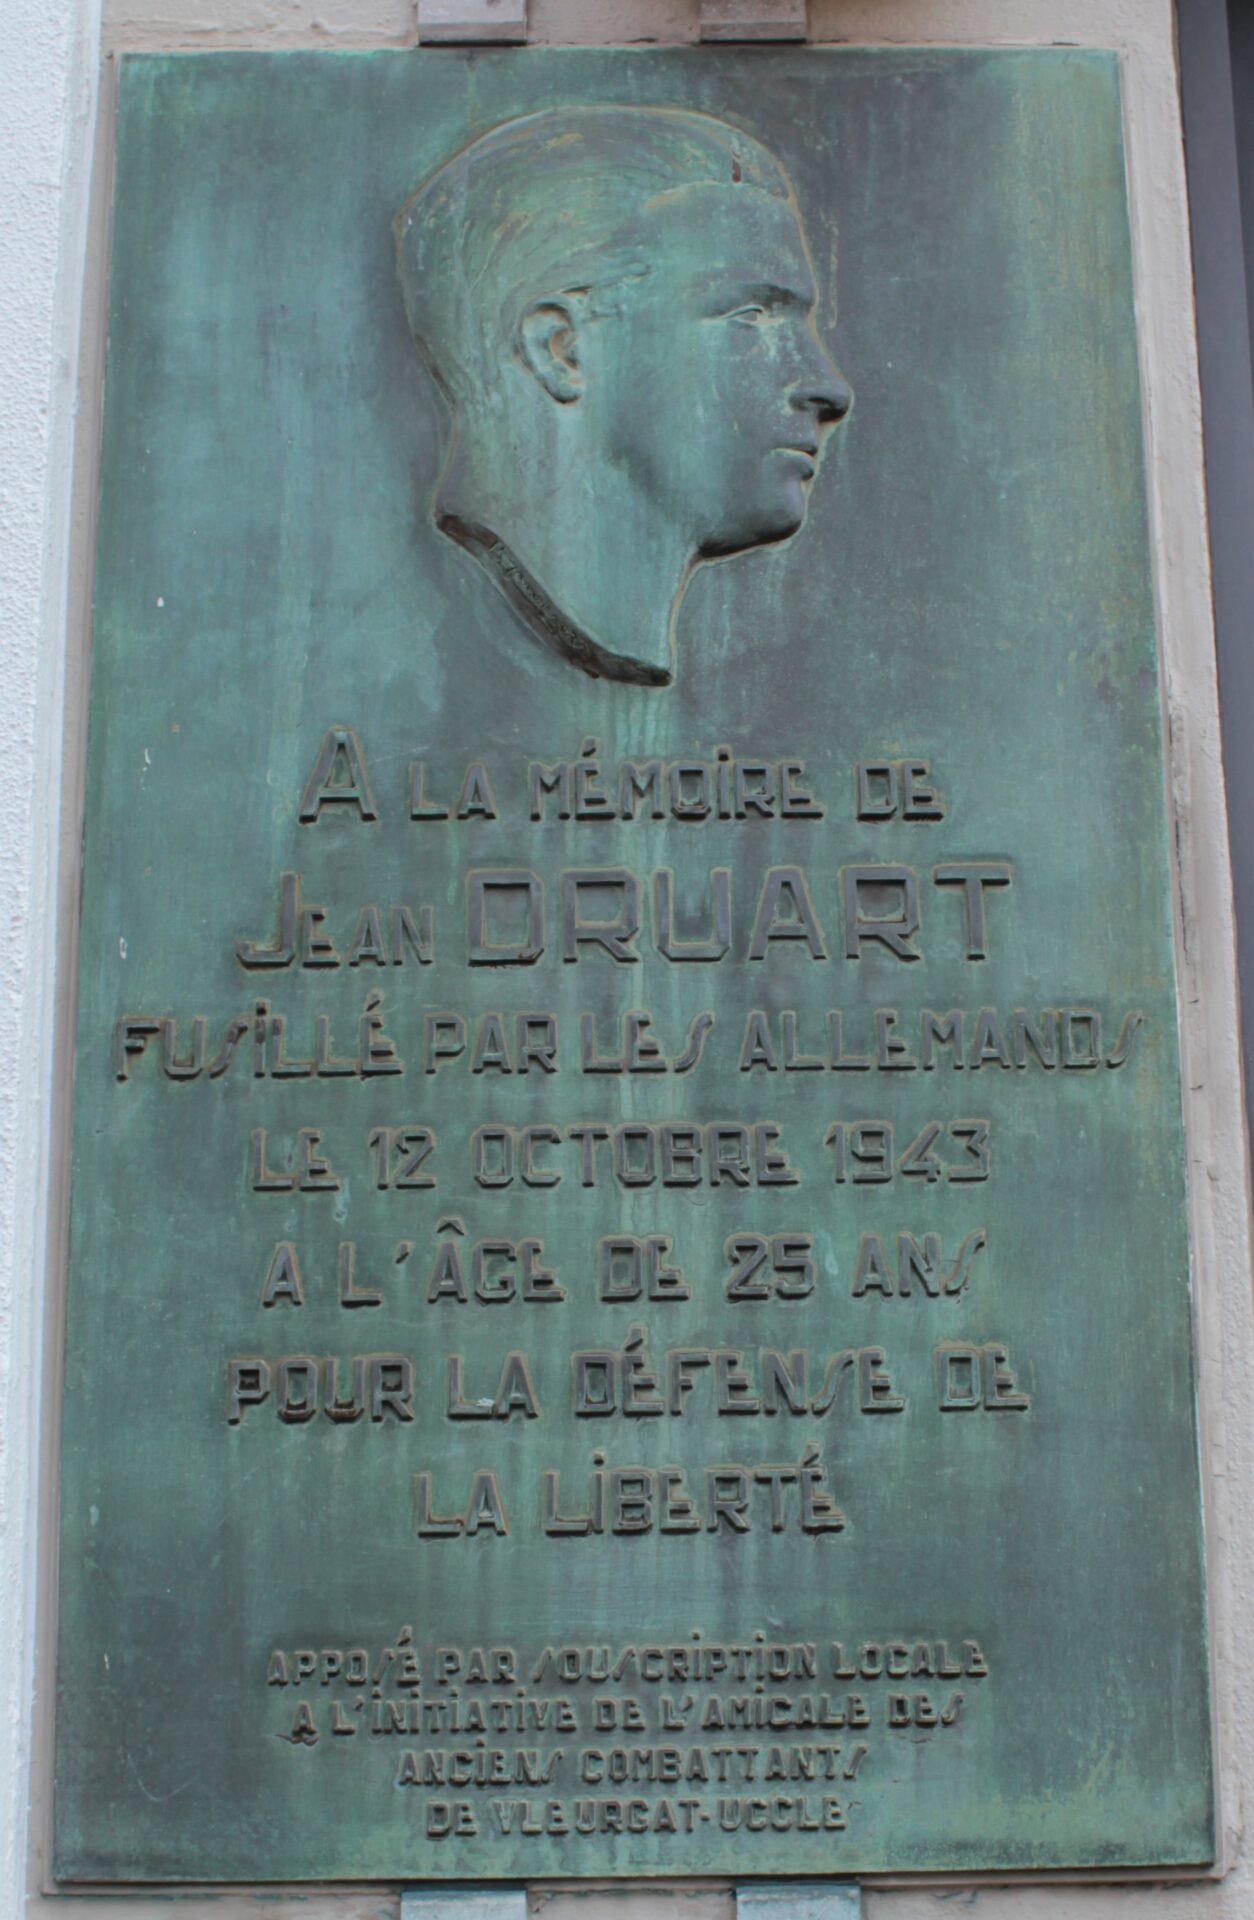 A LA MÉMOIRE DE
JEAN DRUART
FUSILLÉ PAR LES ALLEMANDS
LE 12 OCTOBRE 1943
A L'ÂGE DE 25 ANS
POUR LA DÉFENSE DE
LA LIBERTÉ
APPOSÉ PAR SOUSCRIPTION LOCALE
A L'INITIATIVE DE L'AMICALE DES
ANCIENS COMBATTANTS
DE VLEURGAT-UCCLE